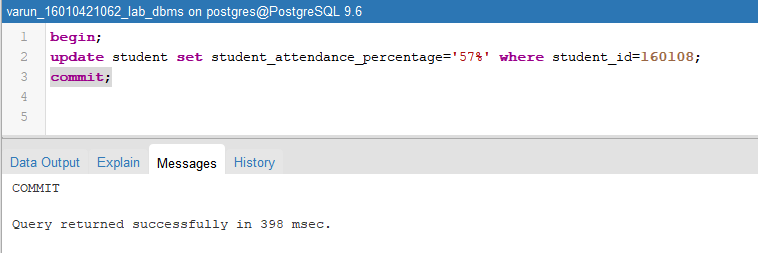 varun_16010421062_lab_dbms on postgres@PostgreSQL 9.6
1 begin;
2 update student set student_attendance_percentage='57%' where student_id=160108;
3 commit;
4
5
Data Output Explain Messages History
COMMIT
Query returned successfully in 398 msec.